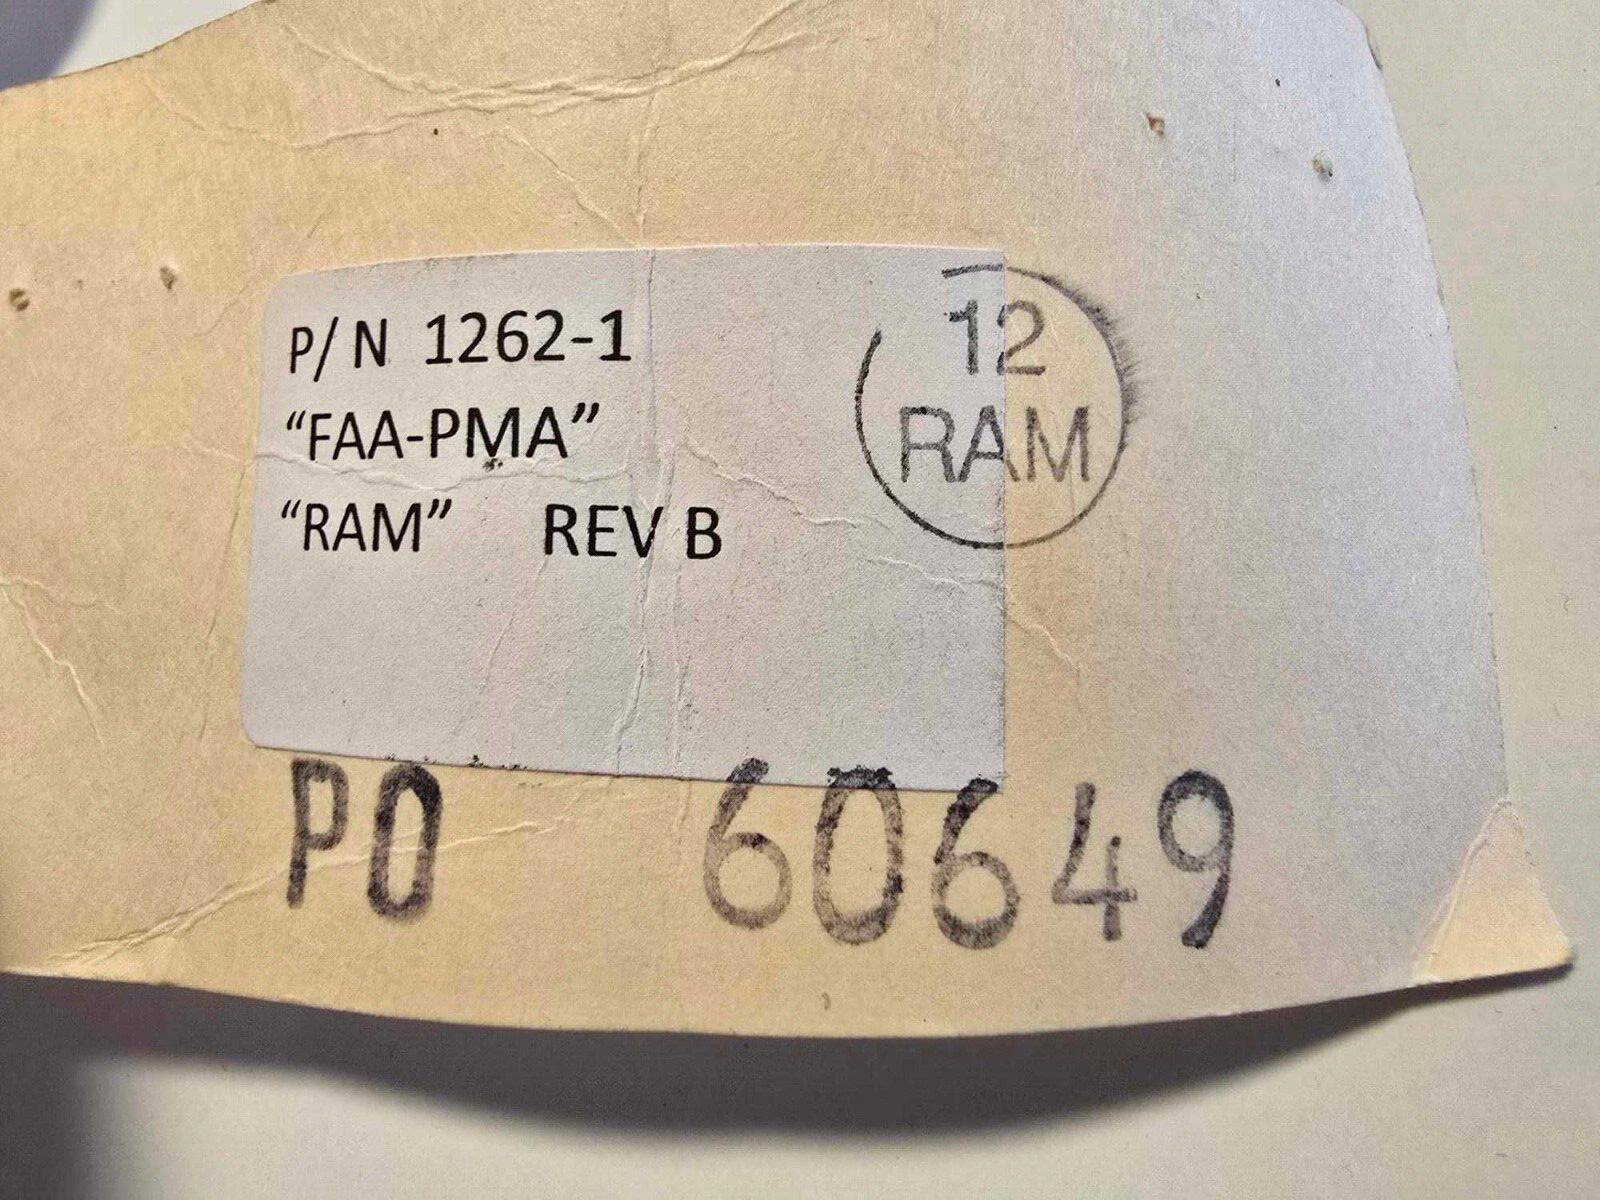 P/N 1262-1
“FAA-PMA”
“RAM” REV B
12
RAM
PO 60649